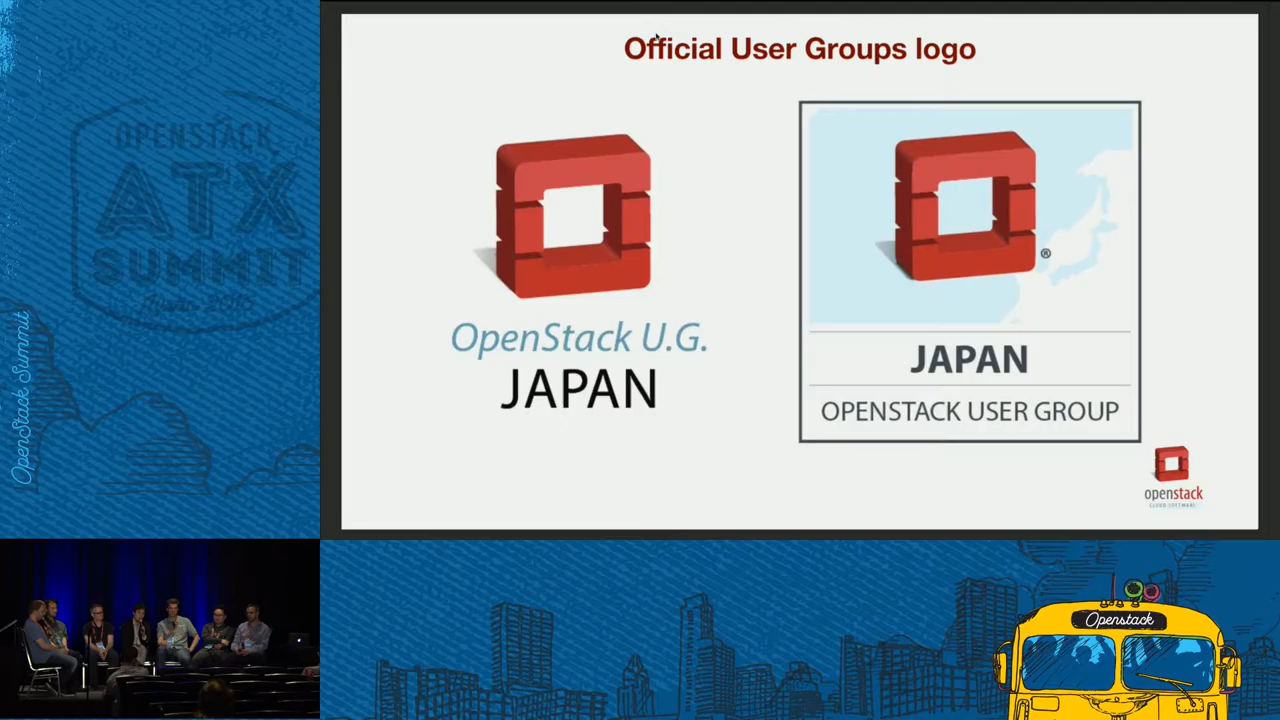 Official User Groups logo
OpenStack U.G.
JAPAN
®
JAPAN
OPENSTACK USER GROUP
openstack
CLOUD SOFTWARE
OPENSTACK
ATX
SUMMIT
OpenStack Summit
Openstack